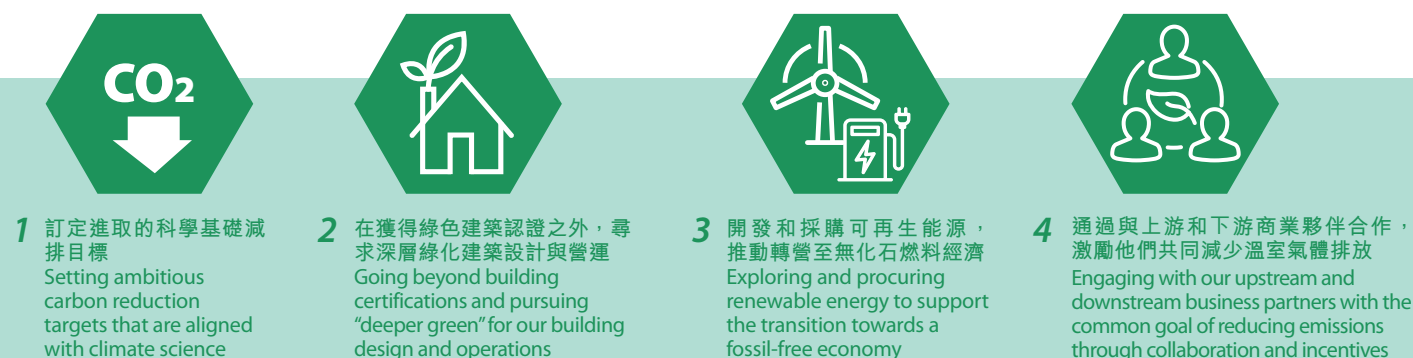 CO2
1 訂定進取的科學基礎減
排目標
Setting ambitious
carbon reduction
targets that are aligned
with climate science
2 在獲得綠色建築認證之外，尋
求深層綠化建築設計與營運
Going beyond building
certifications and pursuing
“deeper green” for our building
design and operations
3 開發和採購可再生能源，
推動轉營至無化石燃料經濟
Exploring and procuring
renewable energy to support
the transition towards a
fossil-free economy
4 通過與上游和下游商業夥伴合作，
激勵他們共同減少溫室氣體排放
Engaging with our upstream and
downstream business partners with the
common goal of reducing emissions
through collaboration and incentives